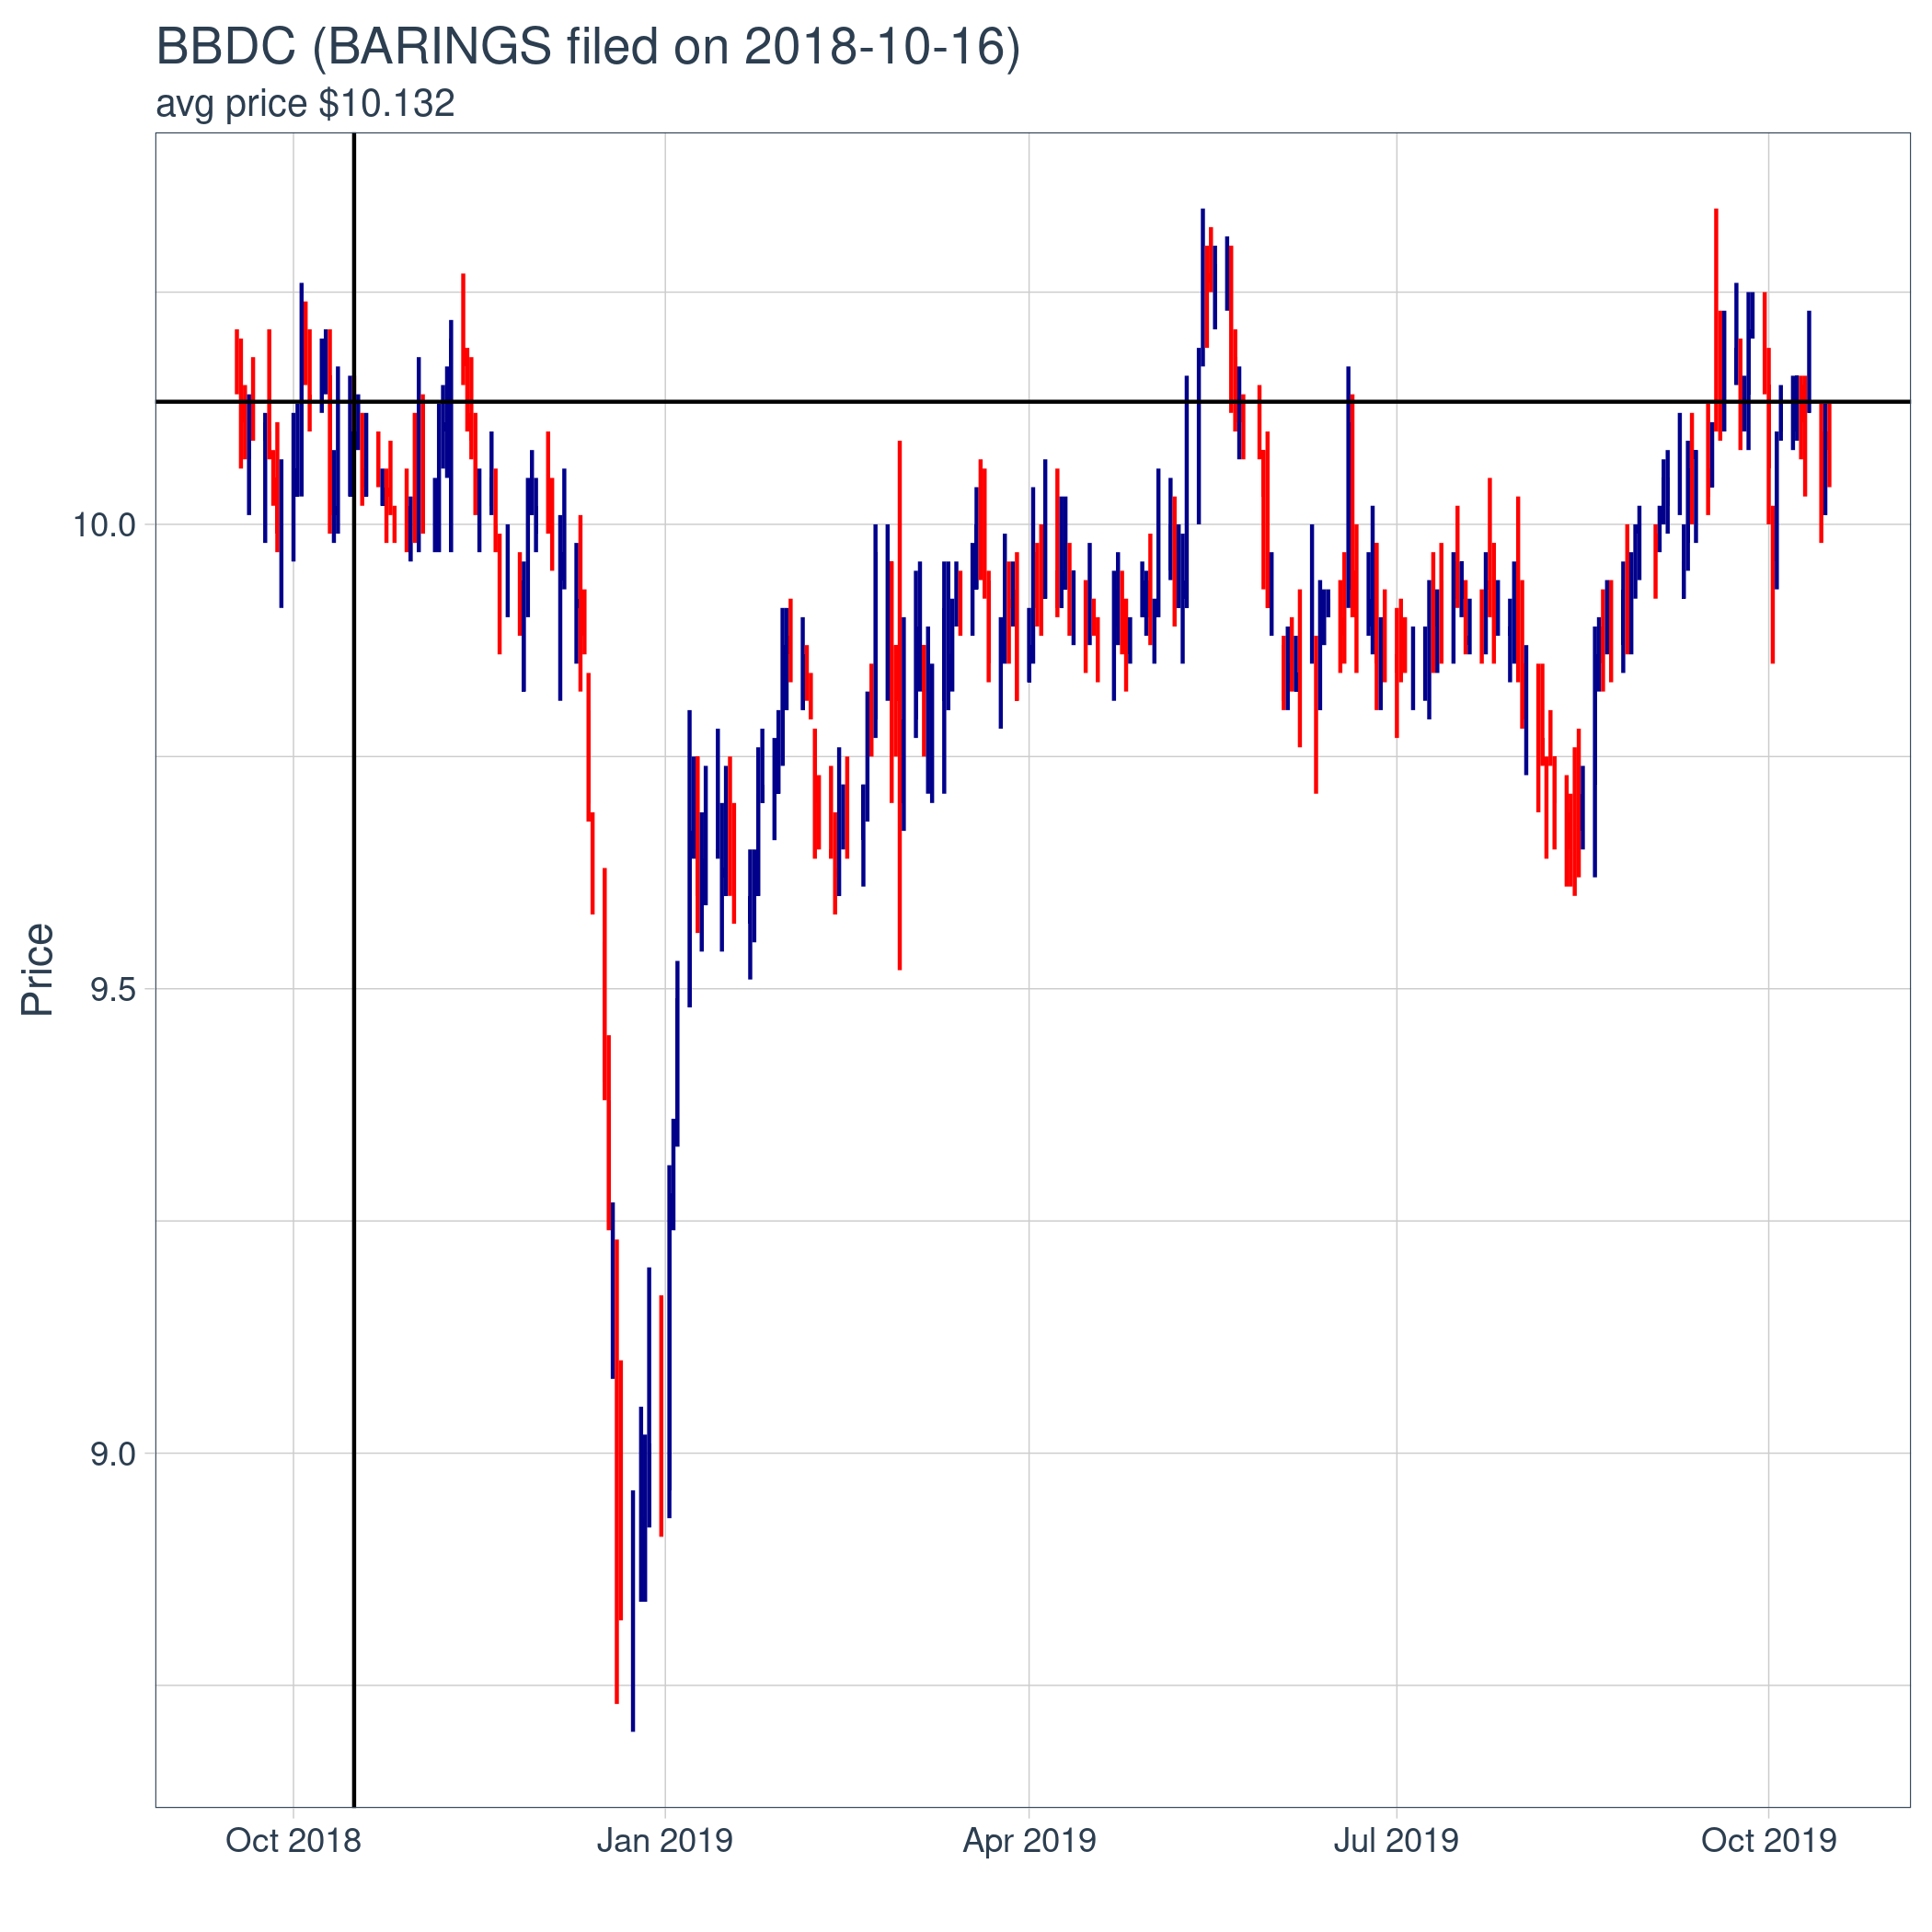 BBDC (BARINGS filed on 2018-10-16)
avg price $10.132
10.0
9.5
9.0
Price
Oct 2018
Jan 2019
Apr 2019
Jul 2019
Oct 2019